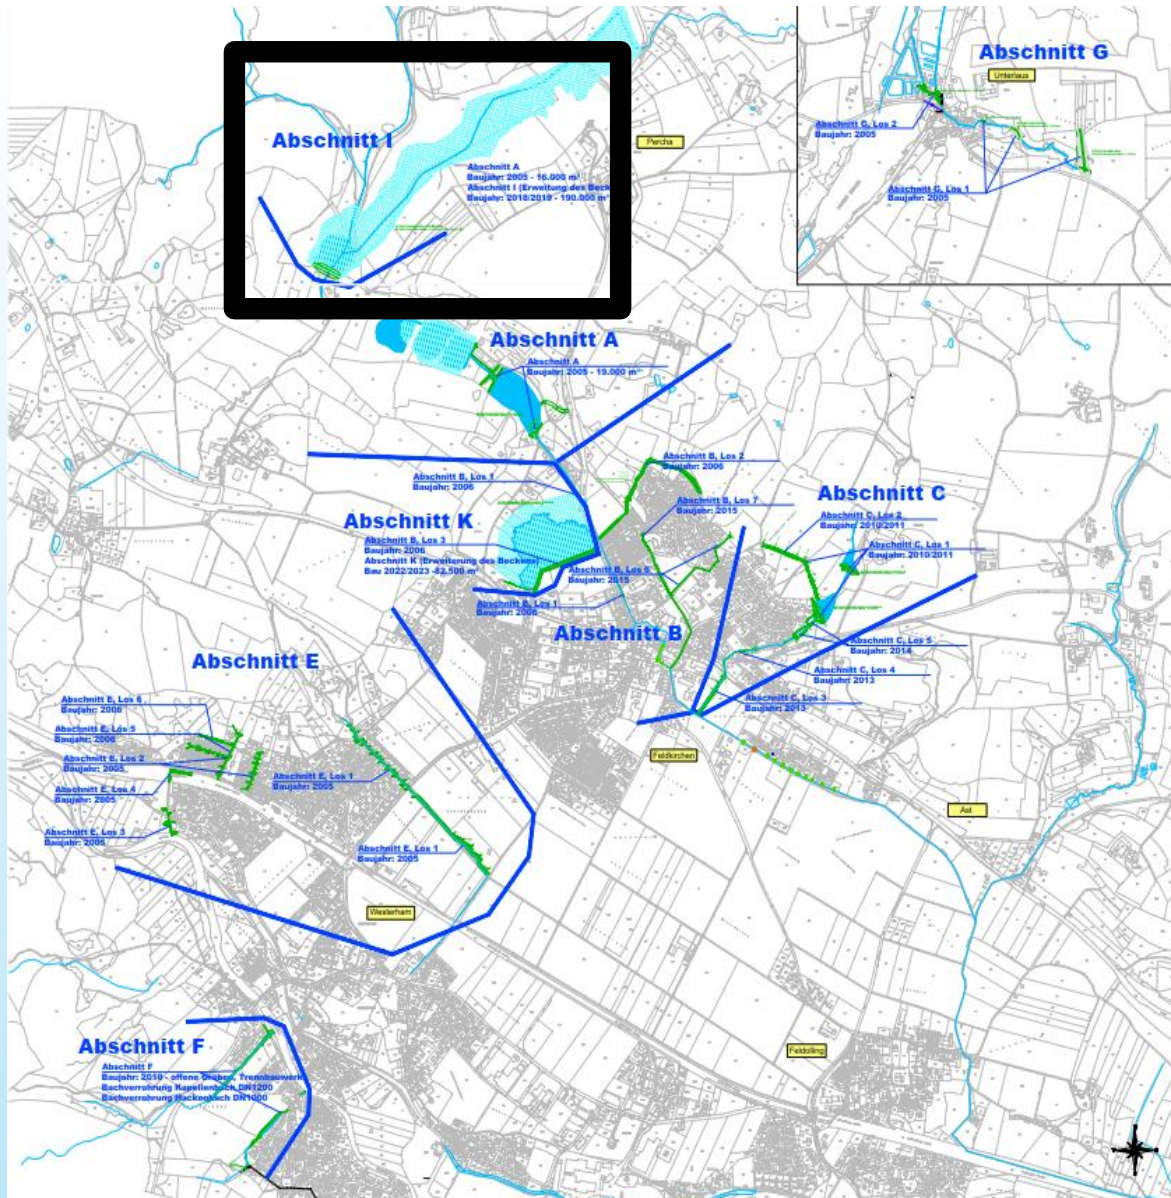 Abschnitt I
Abschnitt A
Baujahr: 2005 - 16.000 m³
Abschnitt I (Erweitung des Beck
Baujahr: 2018/2019 - 190.000 m³
Percha
Abschnitt G
Unterlaus
Abschnitt G, Los 2
Baujahr: 2005
Abschnitt G, Los 1
Baujahr: 2005
Abschnitt A
Abschnitt A
Baujahr: 2005 - 19.000 m³
Abschnitt B, Los 1
Baujahr: 2006
Abschnitt B, Los 2
Baujahr: 2006
Abschnitt B, Los 7
Baujahr: 2015
Abschnitt K
Abschnitt B, Los 3
Baujahr: 2006
Abschnitt K (Erweiterung des Beckens)
Bau 2022/2023 -82.500 m³
Abschnitt B, Los 6
Baujahr: 2015
Abschnitt B, Los 1
Baujahr: 2006
Abschnitt B
Abschnitt C
Abschnitt C, Los 2
Baujahr: 2010/2011
Abschnitt C, Los 1
Baujahr: 2010/2011
Abschnitt C, Los 5
Baujahr: 2014
Abschnitt C, Los 4
Baujahr: 2013
Abschnitt C, Los 3
Baujahr: 2013
Feldkirchen
Ast
Abschnitt E
Abschnitt E, Los 6
Baujahr: 2006
Abschnitt E, Los 5
Baujahr: 2006
Abschnitt E, Los 2
Baujahr: 2005
Abschnitt E, Los 4
Baujahr: 2005
Abschnitt E, Los 3
Baujahr: 2005
Abschnitt E, Los 1
Baujahr: 2005
Abschnitt E, Los 1
Baujahr: 2005
Westerham
Feldolling
Abschnitt F
Abschnitt F
Baujahr: 2010 - offene Gräben, Trennbauwerk
Bachverrohrung Kapellenbach DN1200
Bachverrohrung Hackenbach DN1000